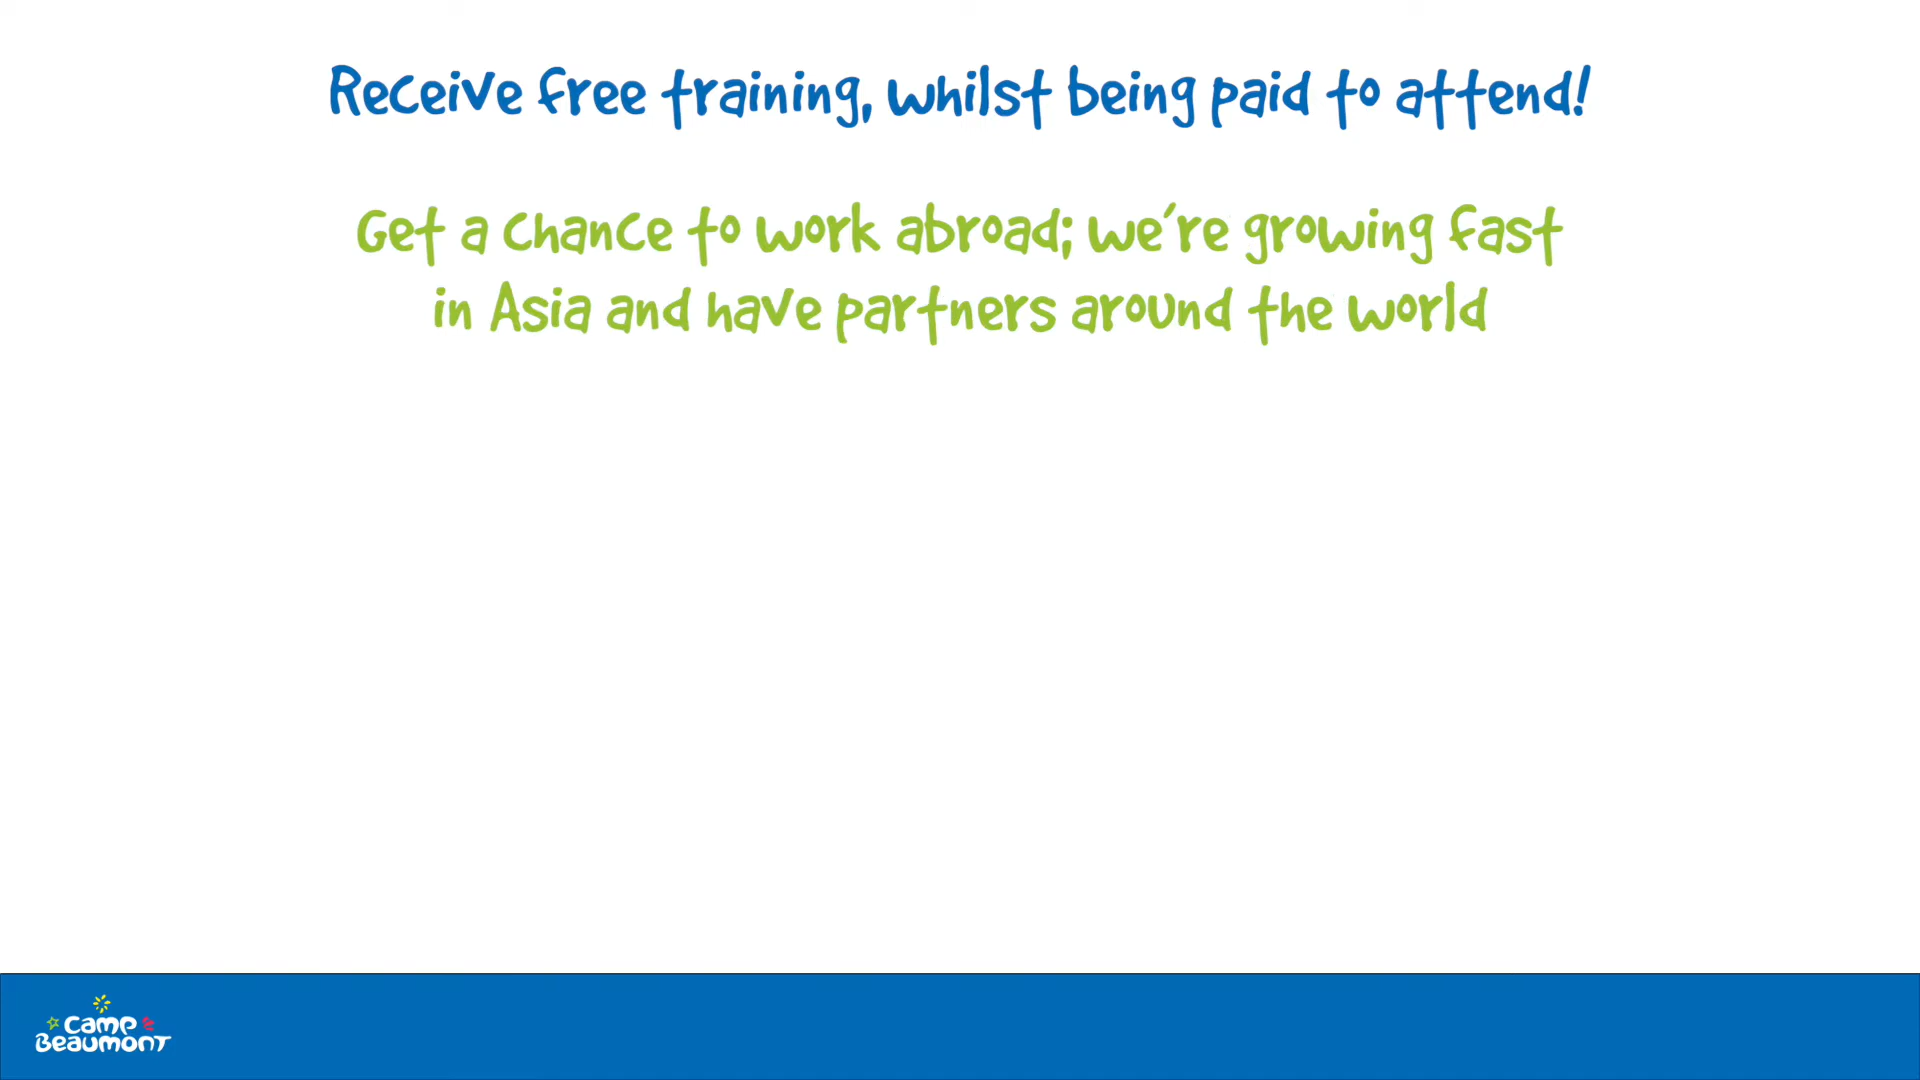 Receive free training, whilst being paid to attend!
Get a chance to work abroad; we're growing fast
in Asia and have partners around the world
Camp
Beaumont